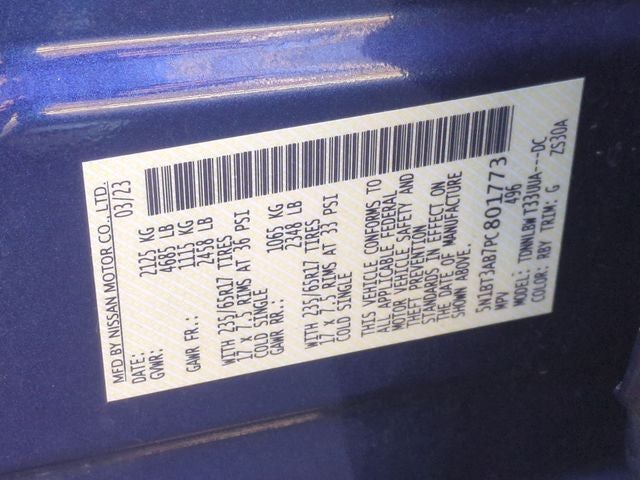 MFD BY NISSAN MOTOR CO., LTD.
DATE: 03/23
GVWR: 2125 KG
4685 LB
GAWR FR.: 1115 KG
2458 LB
WITH 235/65R17 TIRES
17 x 7.5 RIMS AT 36 PSI
COLD SINGLE
GAWR RR.: 1065 KG
2348 LB
WITH 235/65R17 TIRES
17 x 7.5 RIMS AT 33 PSI
COLD SINGLE
THIS VEHICLE CONFORMS TO
ALL APPLICABLE FEDERAL
MOTOR VEHICLE SAFETY AND
THEFT PREVENTION
STANDARDS IN EFFECT ON
THE DATE OF MANUFACTURE
SHOWN ABOVE.
5N1BT3AB7PC801773
MPV 496
MODEL: TDWNLBW T33UUA---DC
COLOR: RBY TRIM: G ZS30A